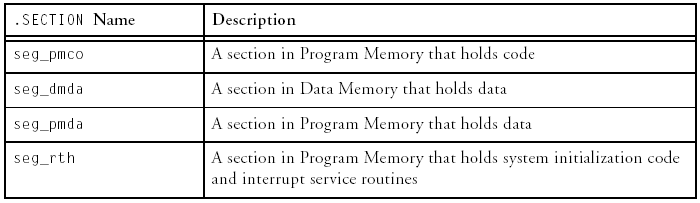 .SECTION Name Description
seg_pmco A section in Program Memory that holds code
seg_dmda A section in Data Memory that holds data
seg_pmda A section in Program Memory that holds data
seg_rth A section in Program Memory that holds system initialization code
and interrupt service routines